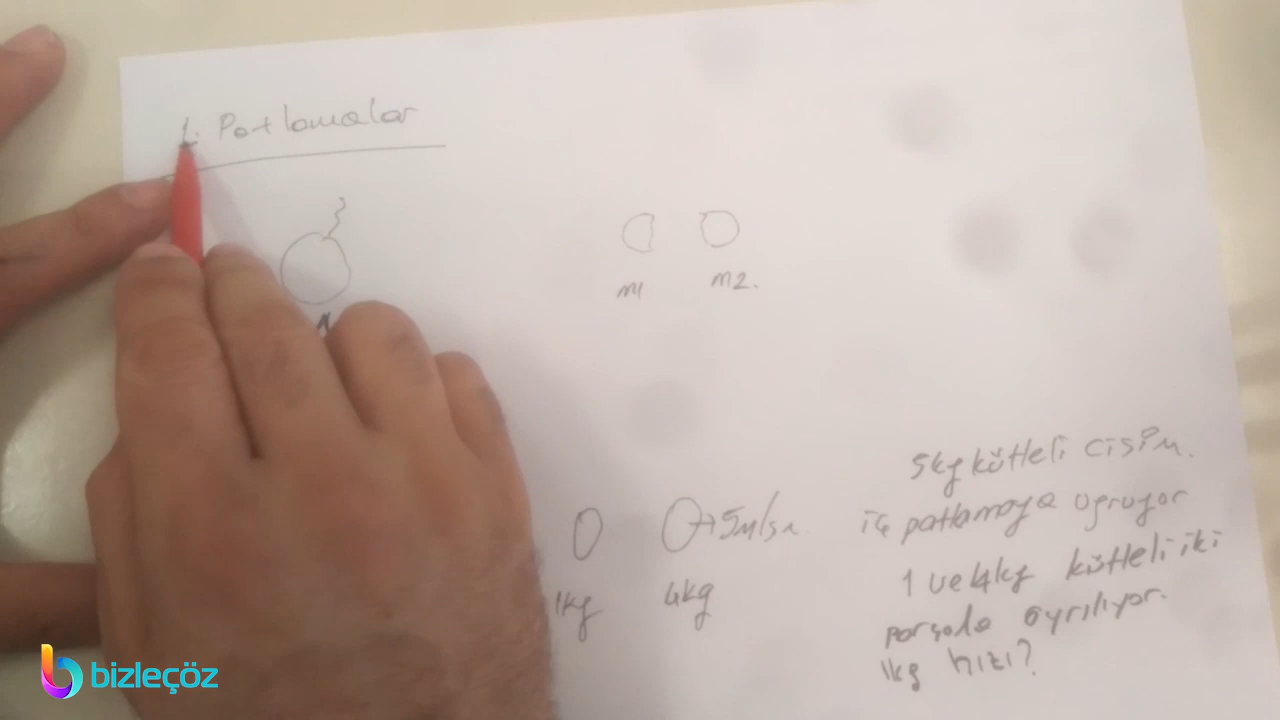 1. Patlamalar
m1 m2.
5kg kütleli cisim.
iç patlamaya uğruyor
1 ve 4kg kütleli iki
parçada ayrılıyor.
1kg hızı?
5m/sn
1kg 4kg
bizleçöz